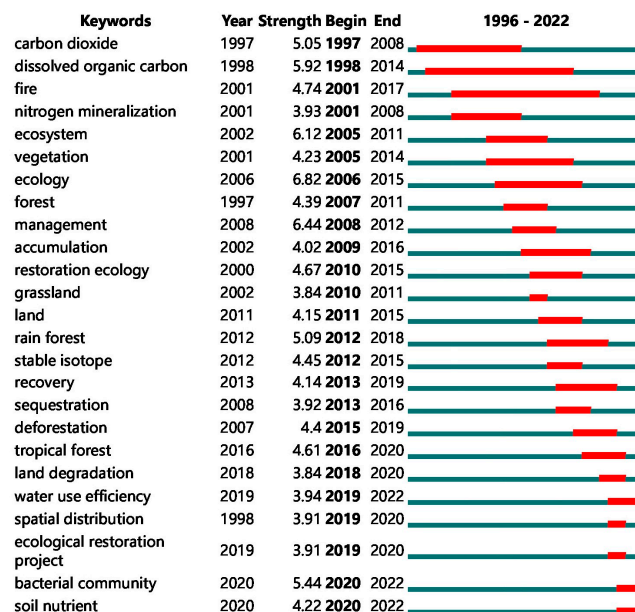 Keywords Year Strength Begin End 1996 - 2022
carbon dioxide 1997 5.05 1997 2008
dissolved organic carbon 1998 5.92 1998 2014
fire 2001 4.74 2001 2017
nitrogen mineralization 2001 3.93 2001 2008
ecosystem 2002 6.12 2005 2011
vegetation 2001 4.23 2005 2014
ecology 2006 6.82 2006 2015
forest 1997 4.39 2007 2011
management 2008 6.44 2008 2012
accumulation 2002 4.02 2009 2016
restoration ecology 2000 4.67 2010 2015
grassland 2002 3.84 2010 2011
land 2011 4.15 2011 2015
rain forest 2012 5.09 2012 2018
stable isotope 2012 4.45 2012 2015
recovery 2013 4.14 2013 2019
sequestration 2008 3.92 2013 2016
deforestation 2007 4.4 2015 2019
tropical forest 2016 4.61 2016 2020
land degradation 2018 3.84 2018 2020
water use efficiency 2019 3.94 2019 2022
spatial distribution 1998 3.91 2019 2020
ecological restoration
project 2019 3.91 2019 2020
bacterial community 2020 5.44 2020 2022
soil nutrient 2020 4.22 2020 2022